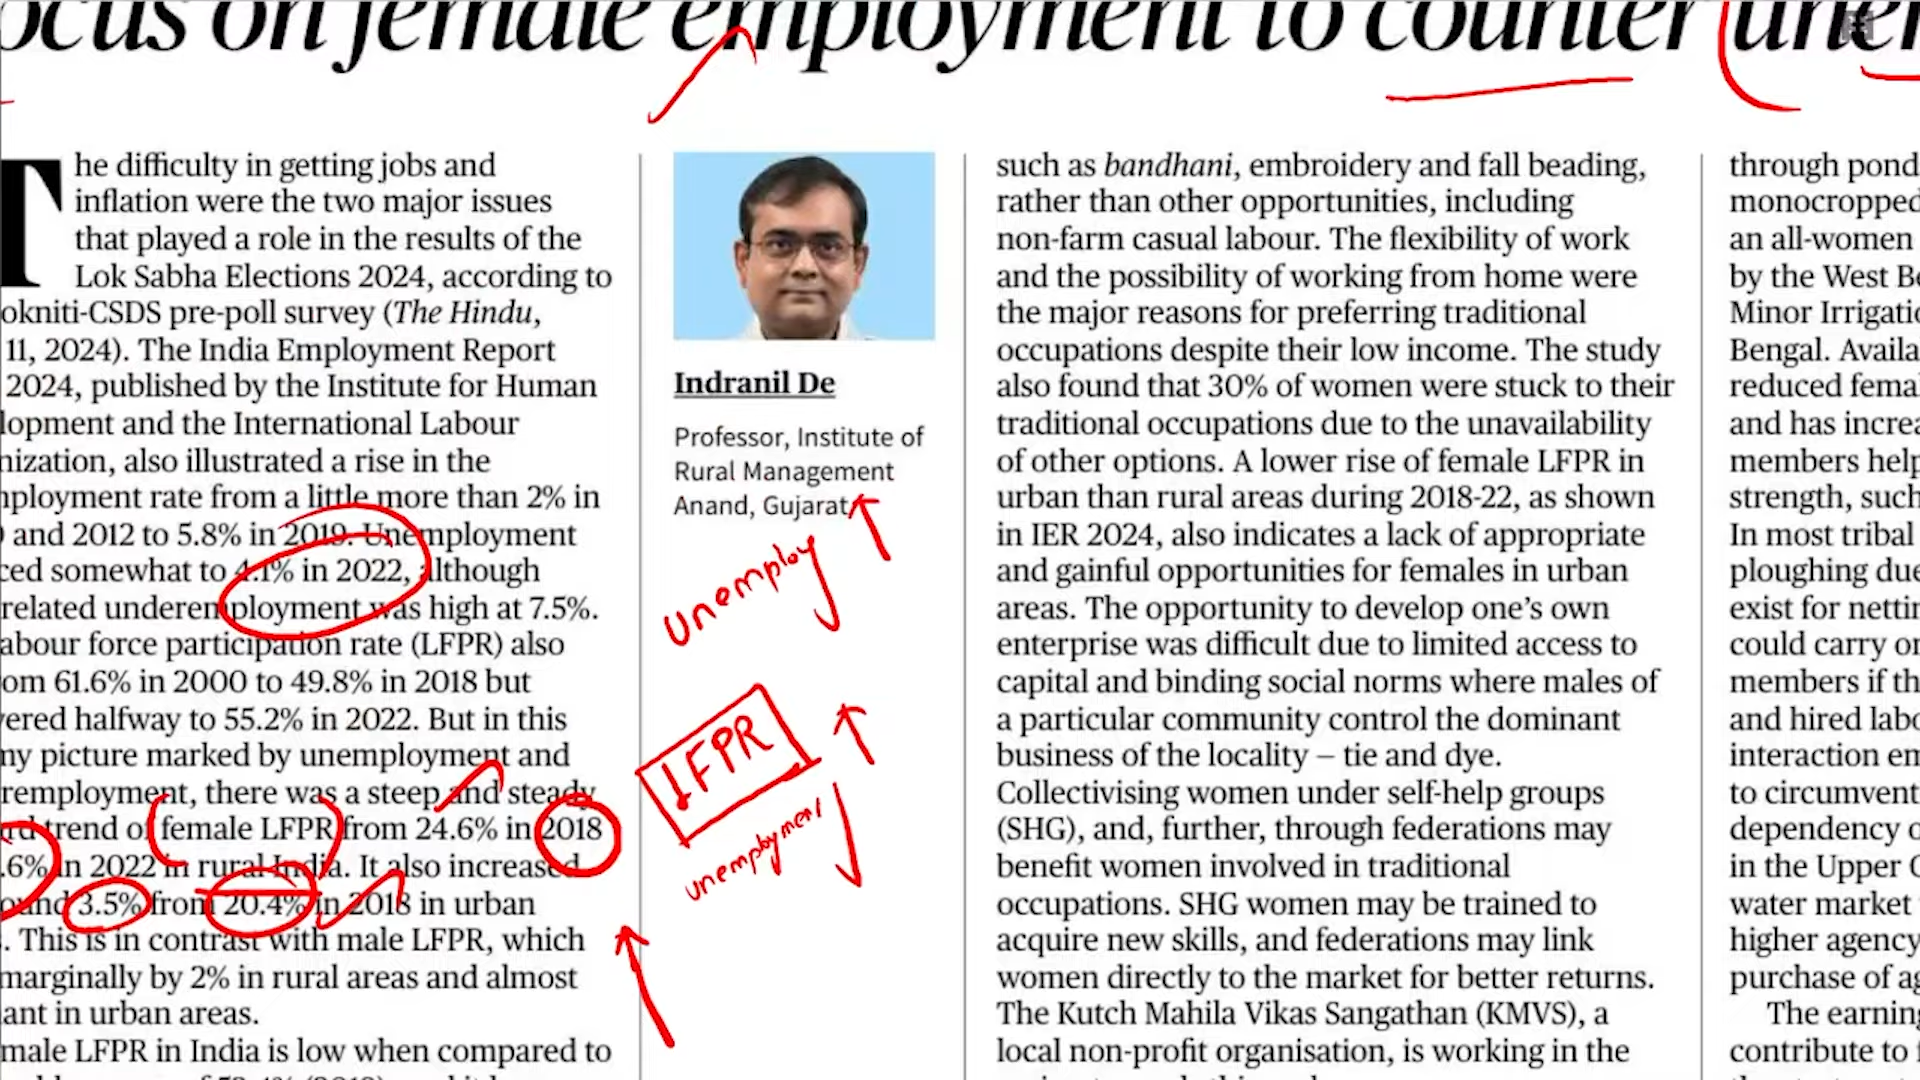 ocus on female employment to counter unem
The difficulty in getting jobs and
inflation were the two major issues
that played a role in the results of the
Lok Sabha Elections 2024, according to
okniti-CSDS pre-poll survey (The Hindu,
11, 2024). The India Employment Report
2024, published by the Institute for Human
lopment and the International Labour
nization, also illustrated a rise in the
nployment rate from a little more than 2% in
) and 2012 to 5.8% in 2019. Unemployment
ced somewhat to 4.1% in 2022, although
related underemployment was high at 7.5%.
abour force participation rate (LFPR) also
om 61.6% in 2000 to 49.8% in 2018 but
vered halfway to 55.2% in 2022. But in this
ny picture marked by unemployment and
remployment, there was a steep and steady
rd trend of female LFPR from 24.6% in 2018
.6% in 2022 in rural India. It also increased
ound 3.5% from 20.4% in 2018 in urban
. This is in contrast with male LFPR, which
marginally by 2% in rural areas and almost
ant in urban areas.
male LFPR in India is low when compared to
Indranil De
Professor, Institute of
Rural Management
Anand, Gujarat
Unemploy
LFPR
unemployment
such as bandhani, embroidery and fall beading,
rather than other opportunities, including
non-farm casual labour. The flexibility of work
and the possibility of working from home were
the major reasons for preferring traditional
occupations despite their low income. The study
also found that 30% of women were stuck to their
traditional occupations due to the unavailability
of other options. A lower rise of female LFPR in
urban than rural areas during 2018-22, as shown
in IER 2024, also indicates a lack of appropriate
and gainful opportunities for females in urban
areas. The opportunity to develop one’s own
enterprise was difficult due to limited access to
capital and binding social norms where males of
a particular community control the dominant
business of the locality – tie and dye.
Collectivising women under self-help groups
(SHG), and, further, through federations may
benefit women involved in traditional
occupations. SHG women may be trained to
acquire new skills, and federations may link
women directly to the market for better returns.
The Kutch Mahila Vikas Sangathan (KMVS), a
local non-profit organisation, is working in the
through pond
monocropped
an all-women
by the West Be
Minor Irrigatio
Bengal. Availa
reduced femal
and has increa
members help
strength, such
In most tribal
ploughing due
exist for nettin
could carry on
members if th
and hired labo
interaction em
to circumvent
dependency o
in the Upper G
water market
higher agency
purchase of ag
The earning
contribute to f